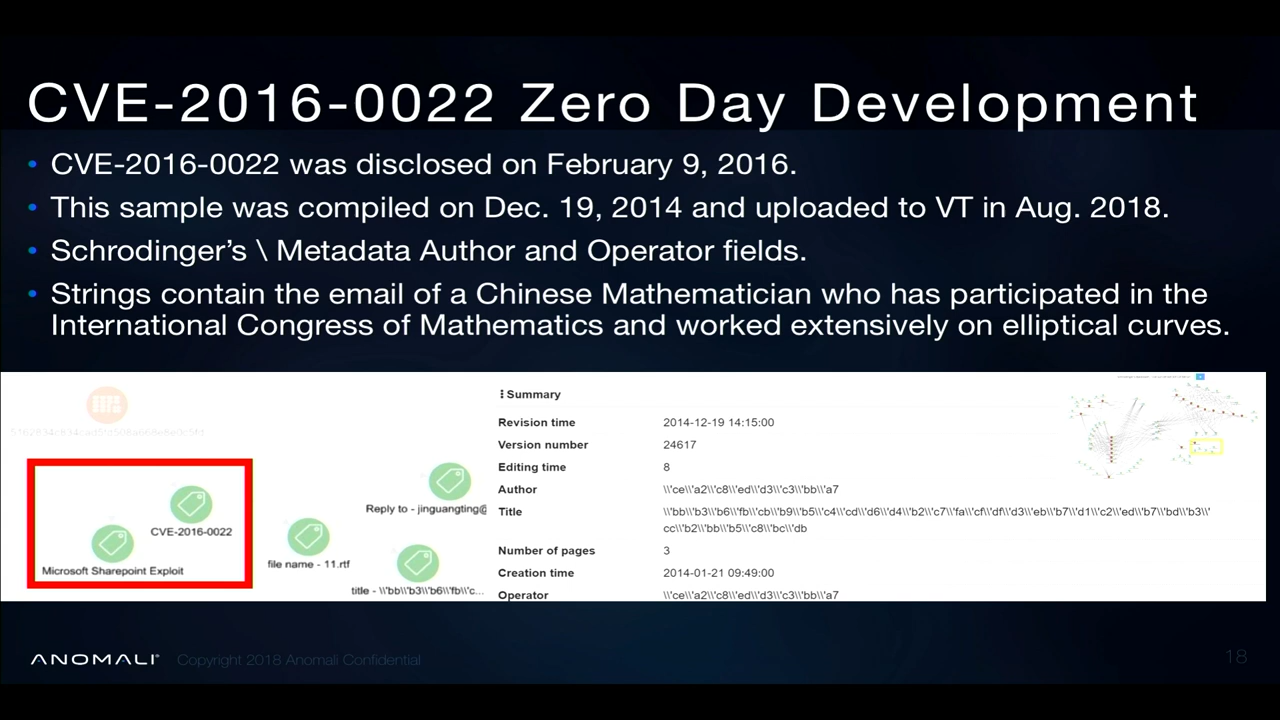 CVE-2016-0022 Zero Day Development
• CVE-2016-0022 was disclosed on February 9, 2016.
• This sample was compiled on Dec. 19, 2014 and uploaded to VT in Aug. 2018.
• Schrodinger's \ Metadata Author and Operator fields.
• Strings contain the email of a Chinese Mathematician who has participated in the
International Congress of Mathematics and worked extensively on elliptical curves.
CVE-2016-0022
Microsoft Sharepoint Exploit
Reply to - jinguangting@
file name - 11.rtf
title - \\'bb\\'b3\\'b6\\'fb\\'c...
Summary
Revision time 2014-12-19 14:15:00
Version number 24617
Editing time 8
Author \\'ce\\'a2\\'c8\\'ed\\'d3\\'c3\\'bb\\'a7
Title \\'bb\\'b3\\'b6\\'fb\\'cb\\'b9\\'b5\\'c4\\'cd\\'d6\\'d4\\'b2\\'c7\\'fa\\'cf\\'df\\'d3\\'eb\\'b7\\'d1\\'c2\\'ed\\'b7\\'bd\\'b3\\'
cc\\'b2\\'bb\\'b5\\'c8\\'bc\\'db
Number of pages 3
Creation time 2014-01-21 09:49:00
Operator \\'ce\\'a2\\'c8\\'ed\\'d3\\'c3\\'bb\\'a7
ANOMALI® Copyright 2018 Anomali Confidential
18